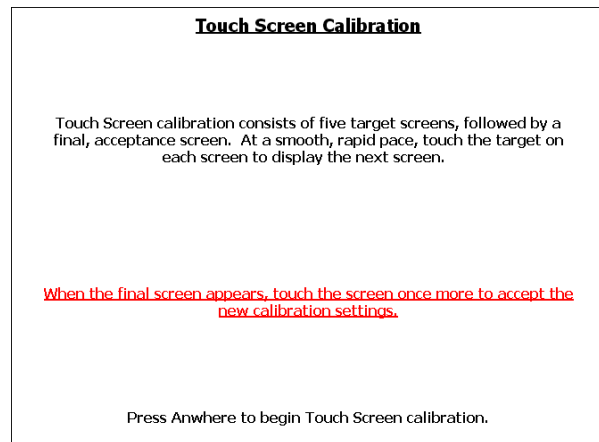 Touch Screen Calibration
Touch Screen calibration consists of five target screens, followed by a
final, acceptance screen.  At a smooth, rapid pace, touch the target on
each screen to display the next screen.
When the final screen appears, touch the screen once more to accept the
new calibration settings.
Press Anwhere to begin Touch Screen calibration.